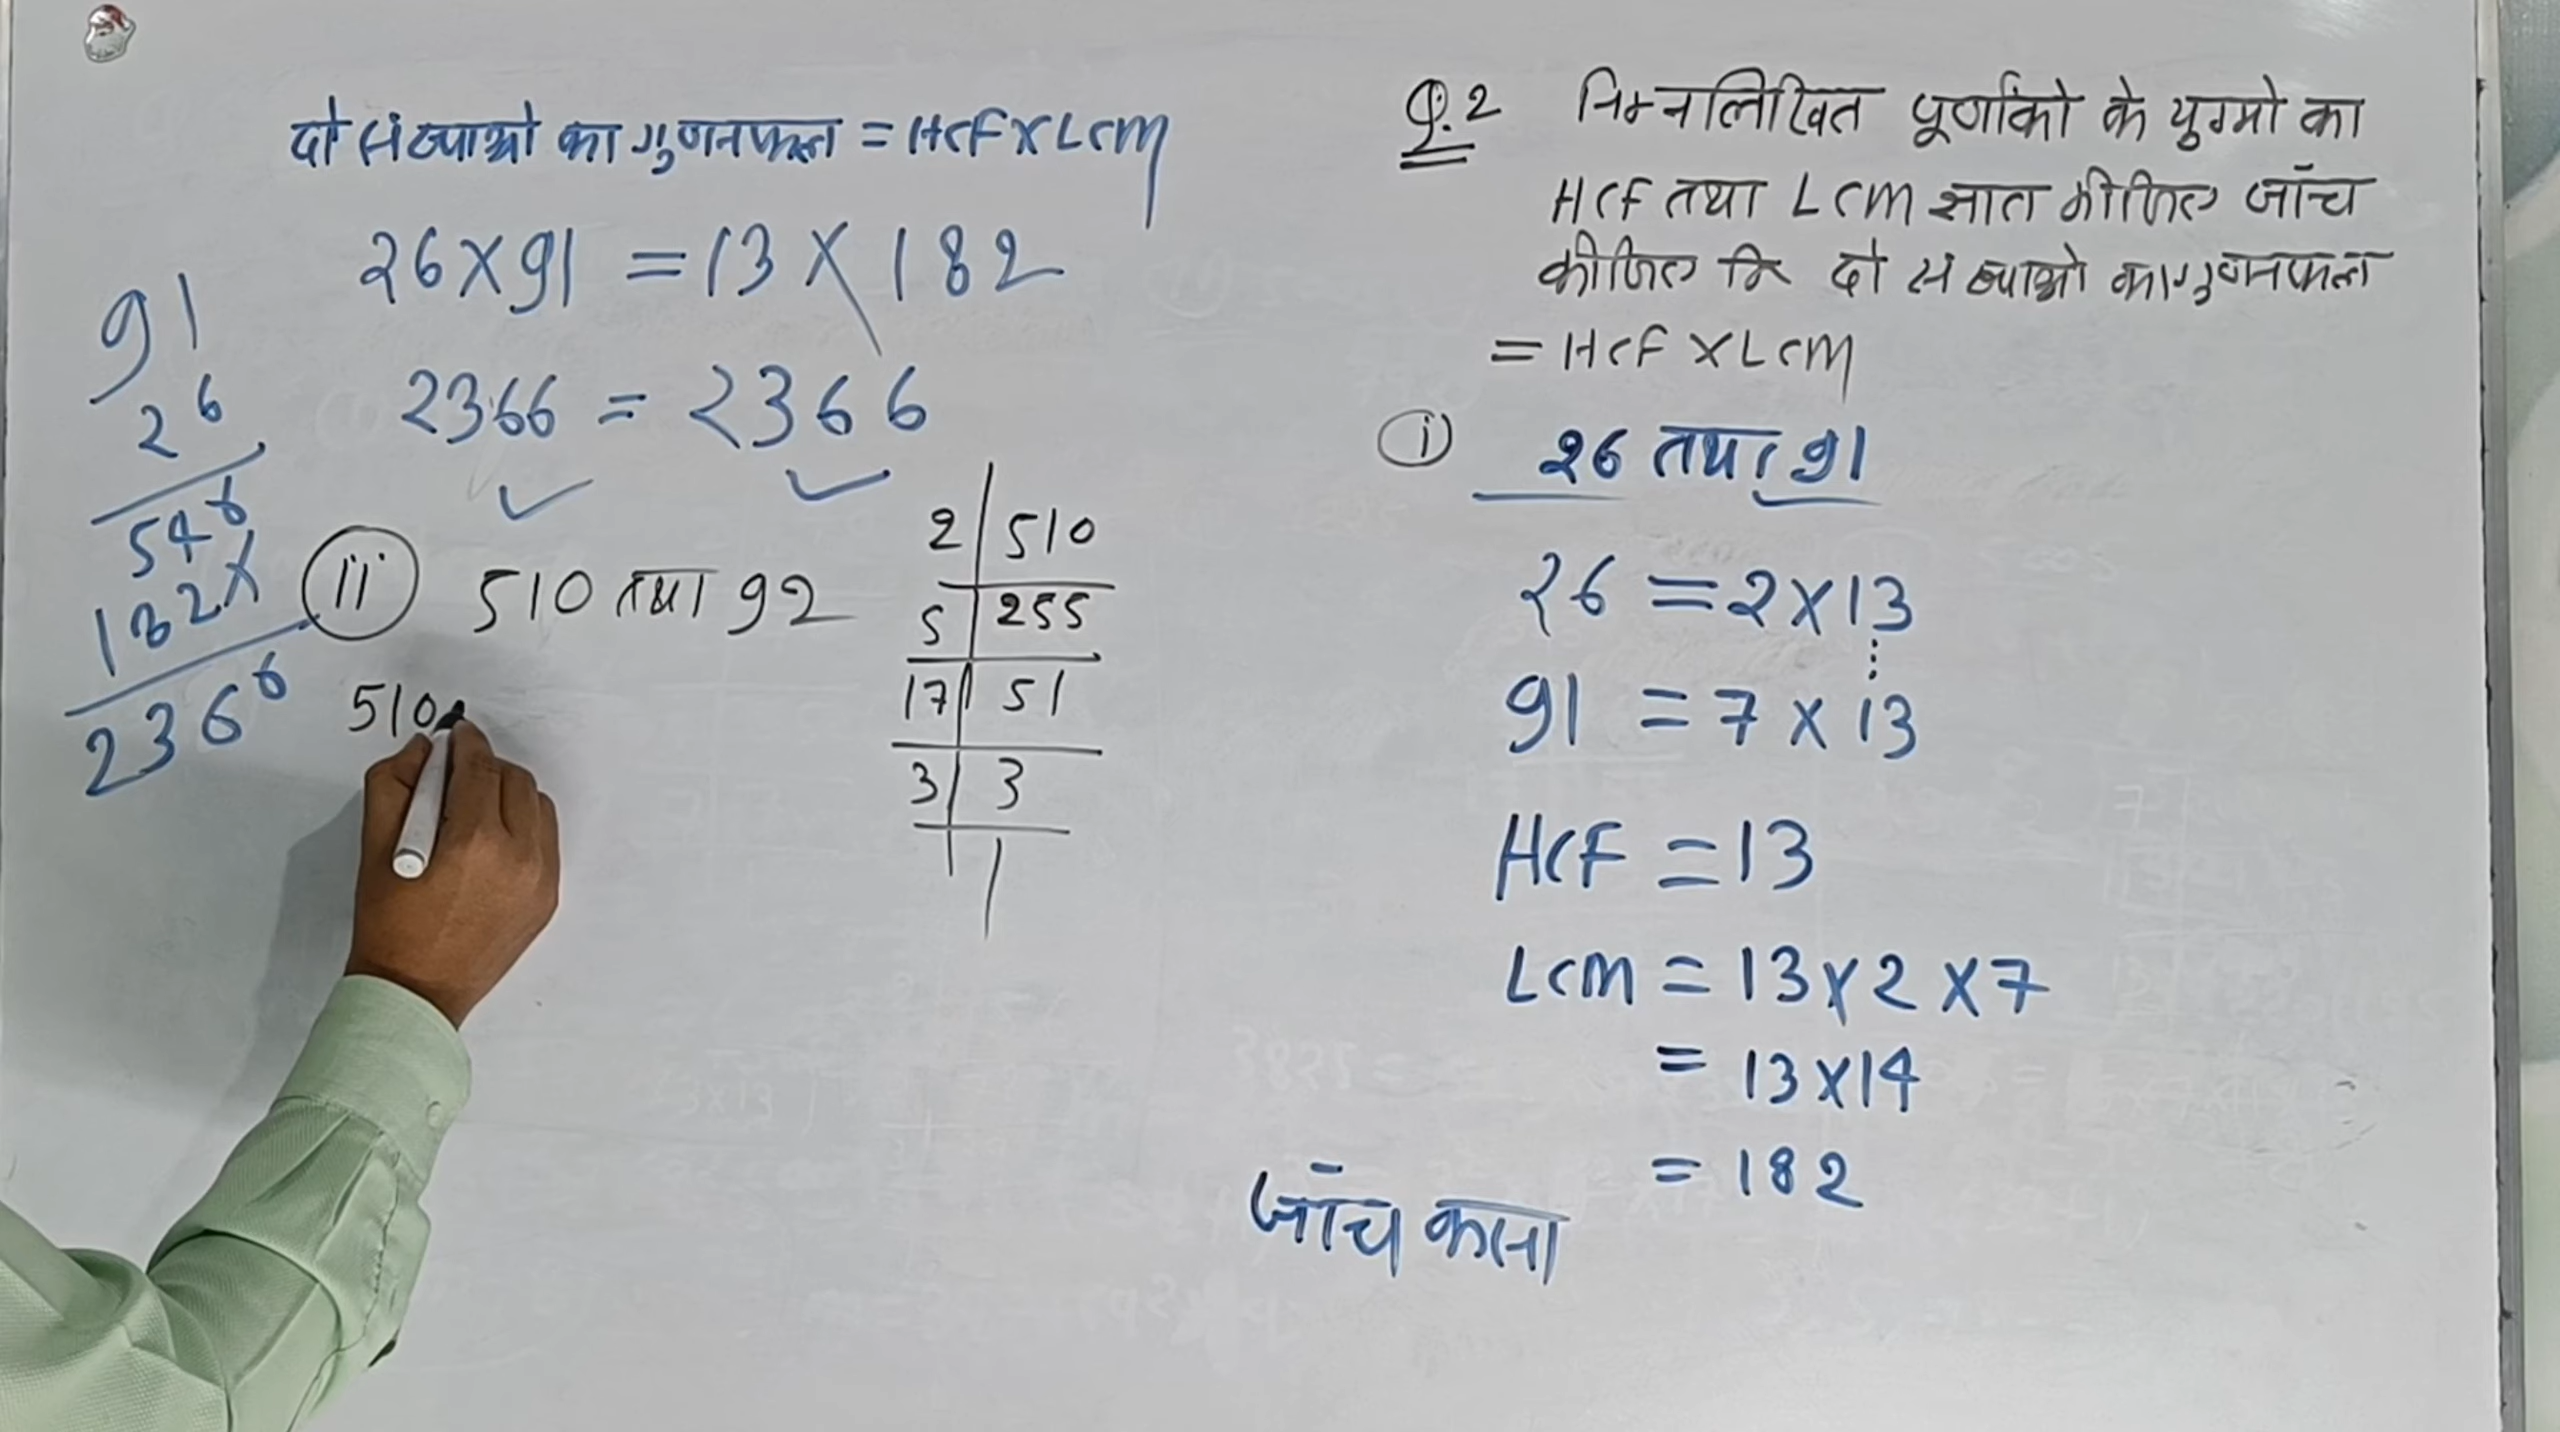 दो संख्याओ का गुणनफल = HCF X LCM
26 X 91 = 13 X 182
2366 = 2366
91
26
546
182X
2366
ii 510 तथा 92
510
2 510
5 255
17 51
3 3
1
Q.2 निम्नलिखित पूर्णांको के युग्मो का
HCF तथा LCM ज्ञात कीजिए जाँच
कीजिए कि दो संख्याओ का गुणनफल
= HCF X LCM
i 26 तथा 91
26 = 2 X 13
91 = 7 X 13
HCF = 13
LCM = 13 X 2 X 7
= 13 X 14
= 182
जाँच करना